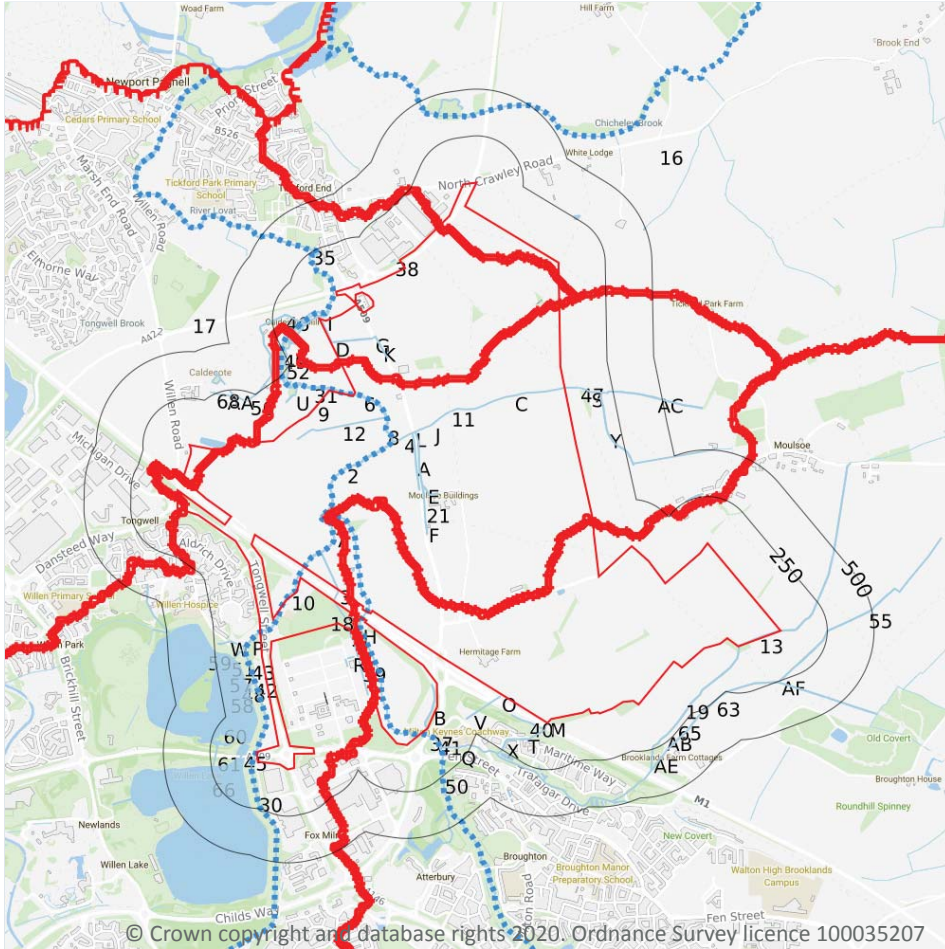 Woad Farm
Hill Farm
Brook End
Newport Pagnell
Cedars Primary School
Priory Street
B526
Chicheley Brook
White Lodge
16
North Crawley Road
Tickford Park Primary
School
Tickford End
River Lovat
Marsh End Road
Willen Road
Elthorne Way
35
38
Tongwell Brook
17
A422
A509
Caldecote
Tickford Park Farm
I
D
G
K
52
68
A
5
U
31
9
6
C
47
S
AC
11
12
3
4
L
J
Y
Moulsoe
A
2
Willen Road
Michigan Drive
Moulsoe Buildings
E
21
F
Tongwell
Dansteed Way
Aldrich Drive
Willen Hospice
Tongwell Street
250
500
10
3
18
H
55
Brickhill Street
W
P
Hermitage Farm
13
R
43
58
AF
O
19
63
B
V
40
M
65
60
Keynes Coachway
37
X
T
AB
Q
Maritime Way
Brooklands Farm Cottages
AE
61
45
Old Covert
66
50
Trafalgar Drive
Broughton House
30
M1
Roundhill Spinney
Newlands
Fox Milne
New Covert
Willen Lake
Broughton
Broughton Manor
Preparatory School
Walton High Brooklands
Campus
Atterbury
Childs Way
Fen Street
© Crown copyright and database rights 2020. Ordnance Survey licence 100035207